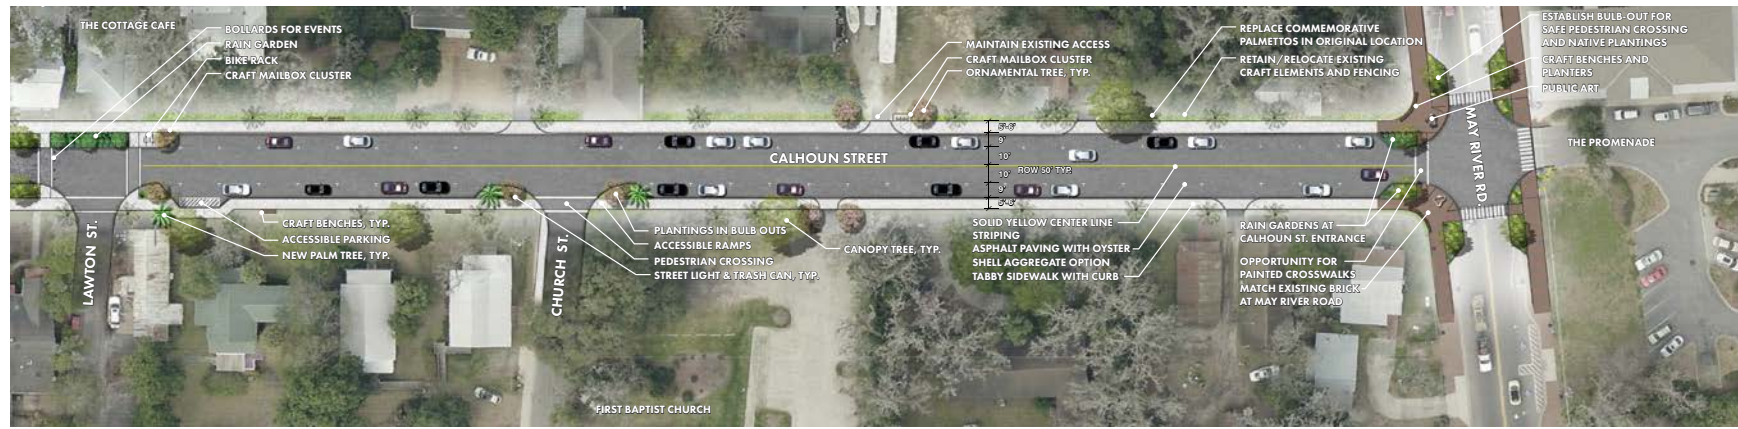 THE COTTAGE CAFE
BOLLARDS FOR EVENTS
RAIN GARDEN
BIKE RACK
CRAFT MAILBOX CLUSTER
MAINTAIN EXISTING ACCESS
CRAFT MAILBOX CLUSTER
ORNAMENTAL TREE, TYP.
REPLACE COMMEMORATIVE
PALMETTOS IN ORIGINAL LOCATION
RETAIN/RELOCATE EXISTING
CRAFT ELEMENTS AND FENCING
ESTABLISH BULB-OUT FOR
SAFE PEDESTRIAN CROSSING
AND NATIVE PLANTINGS
CRAFT BENCHES AND
PLANTERS
PUBLIC ART
THE PROMENADE
MAY RIVER RD.
CALHOUN STREET
5'-6'
9'
10'
ROW 50' TYP.
10'
9'
5'-6'
LAWTON ST.
CRAFT BENCHES, TYP.
ACCESSIBLE PARKING
NEW PALM TREE, TYP.
CHURCH ST.
PLANTINGS IN BULB OUTS
ACCESSIBLE RAMPS
PEDESTRIAN CROSSING
STREET LIGHT & TRASH CAN, TYP.
CANOPY TREE, TYP.
SOLID YELLOW CENTER LINE
STRIPING
ASPHALT PAVING WITH OYSTER
SHELL AGGREGATE OPTION
TABBY SIDEWALK WITH CURB
RAIN GARDENS AT
CALHOUN ST. ENTRANCE
OPPORTUNITY FOR
PAINTED CROSSWALKS
MATCH EXISTING BRICK
AT MAY RIVER ROAD
FIRST BAPTIST CHURCH